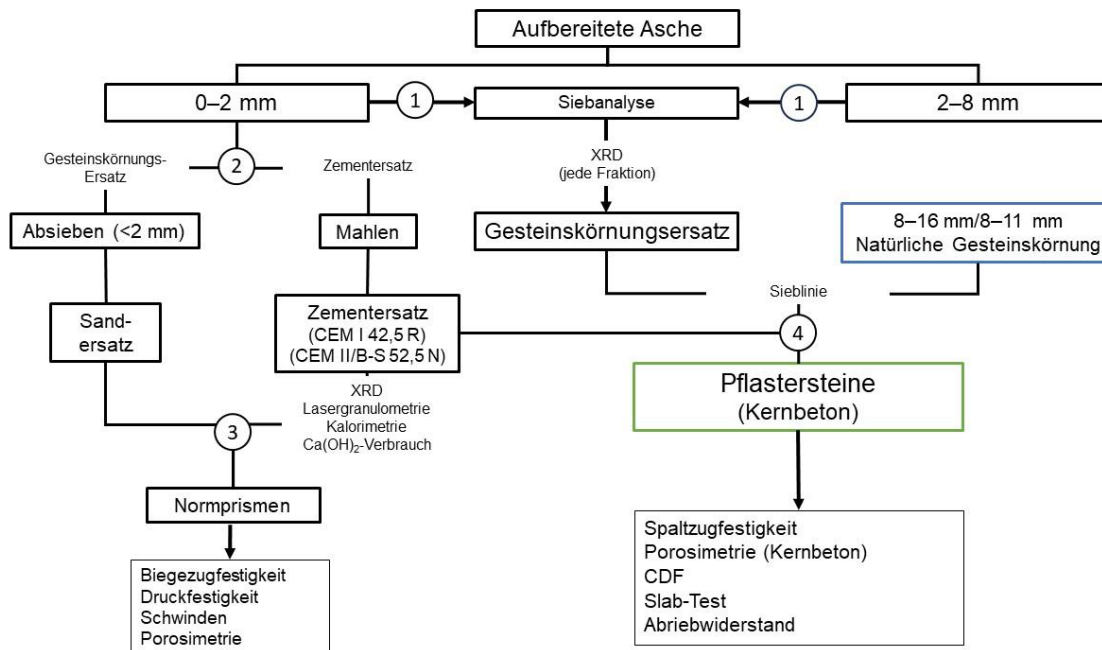 Aufbereitete Asche
0–2 mm
1
Siebanalyse
1
2–8 mm
Gesteinskörnungs-
Ersatz
2
Zementersatz
XRD
(jede Fraktion)
Absieben (<2 mm)
Mahlen
Gesteinskörnungsersatz
8–16 mm/8–11 mm
Natürliche Gesteinskörnung
Sieblinie
Sand-
ersatz
Zementersatz
(CEM I 42,5 R)
(CEM II/B-S 52,5 N)
4
XRD
Lasergranulometrie
Kalorimetrie
Ca(OH)₂-Verbrauch
Pflastersteine
(Kernbeton)
3
Normprismen
Biegezugfestigkeit
Druckfestigkeit
Schwinden
Porosimetrie
Spaltzugfestigkeit
Porosimetrie (Kernbeton)
CDF
Slab-Test
Abriebwiderstand